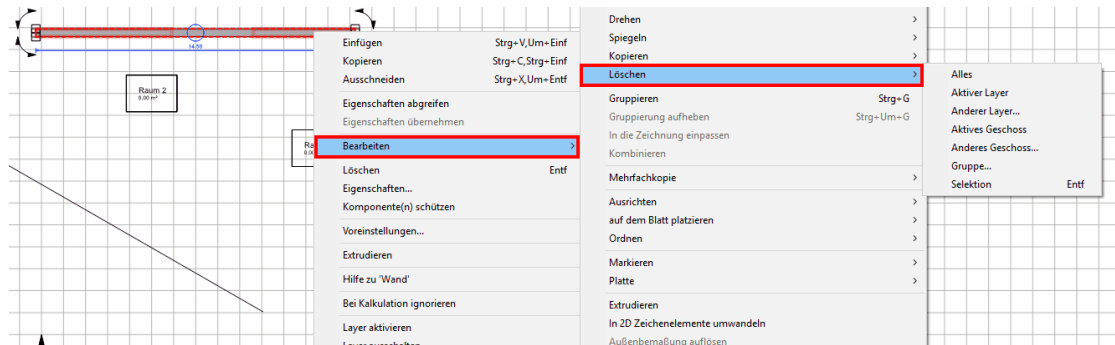 14,50
Raum 2
0,00 m²
Ra
Einfügen Strg+V,Um+Einf
Kopieren Strg+C,Strg+Einf
Ausschneiden Strg+X,Um+Entf
Eigenschaften abgreifen
Eigenschaften übernehmen
Bearbeiten
Löschen Entf
Eigenschaften...
Komponente(n) schützen
Voreinstellungen...
Extrudieren
Hilfe zu 'Wand'
Bei Kalkulation ignorieren
Layer aktivieren
Layer ausschalten
Drehen
Spiegeln
Kopieren
Löschen
Gruppieren Strg+G
Gruppierung aufheben Strg+Um+G
In die Zeichnung einpassen
Kombinieren
Mehrfachkopie
Ausrichten
auf dem Blatt platzieren
Ordnen
Markieren
Platte
Extrudieren
In 2D Zeichenelemente umwandeln
Außenbemaßung auflösen
Alles
Aktiver Layer
Anderer Layer...
Aktives Geschoss
Anderes Geschoss...
Gruppe...
Selektion Entf